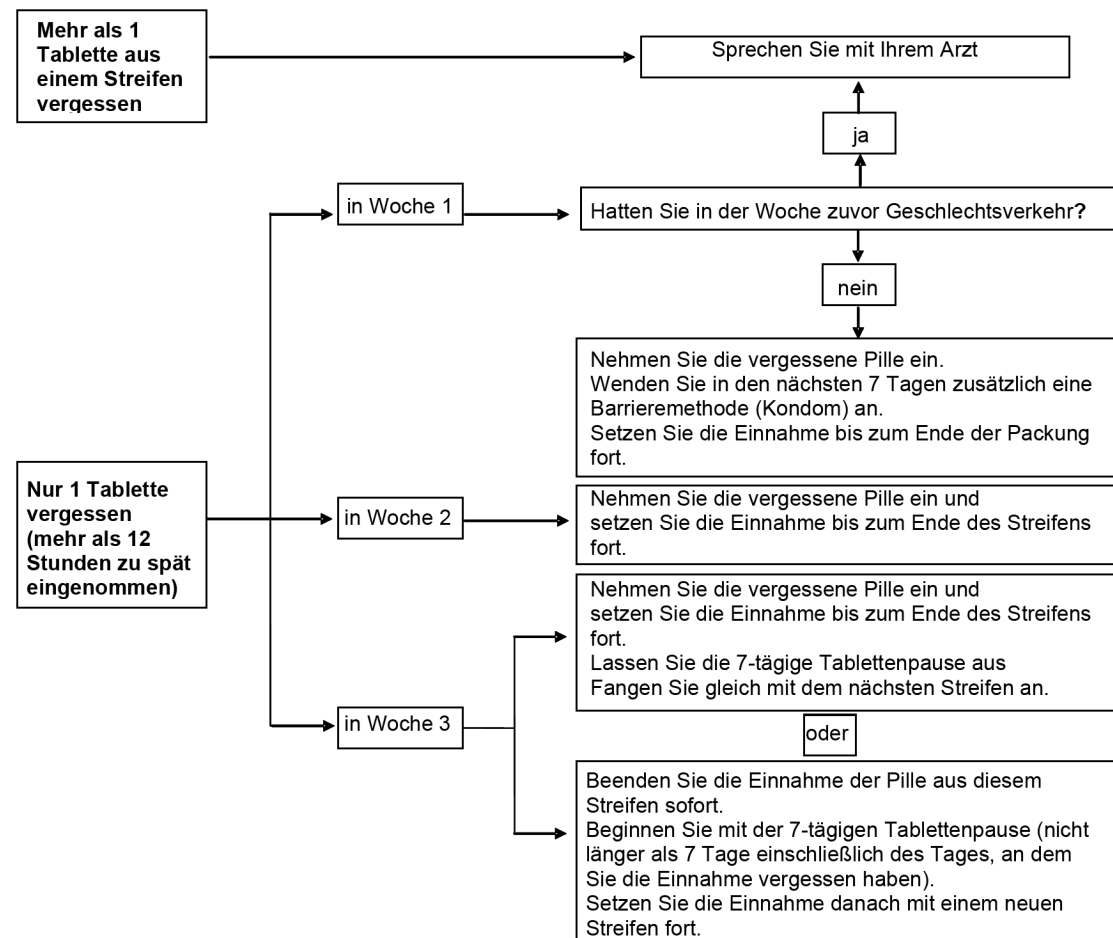 Mehr als 1
Tablette aus
einem Streifen
vergessen
Sprechen Sie mit Ihrem Arzt
ja
in Woche 1
Hatten Sie in der Woche zuvor Geschlechtsverkehr?
nein
Nehmen Sie die vergessene Pille ein.
Wenden Sie in den nächsten 7 Tagen zusätzlich eine
Barrieremethode (Kondom) an.
Setzen Sie die Einnahme bis zum Ende der Packung
fort.
Nur 1 Tablette
vergessen
(mehr als 12
Stunden zu spät
eingenommen)
in Woche 2
Nehmen Sie die vergessene Pille ein und
setzen Sie die Einnahme bis zum Ende des Streifens
fort.
in Woche 3
Nehmen Sie die vergessene Pille ein und
setzen Sie die Einnahme bis zum Ende des Streifens
fort.
Lassen Sie die 7-tägige Tablettenpause aus
Fangen Sie gleich mit dem nächsten Streifen an.
oder
Beenden Sie die Einnahme der Pille aus diesem
Streifen sofort.
Beginnen Sie mit der 7-tägigen Tablettenpause (nicht
länger als 7 Tage einschließlich des Tages, an dem
Sie die Einnahme vergessen haben).
Setzen Sie die Einnahme danach mit einem neuen
Streifen fort.